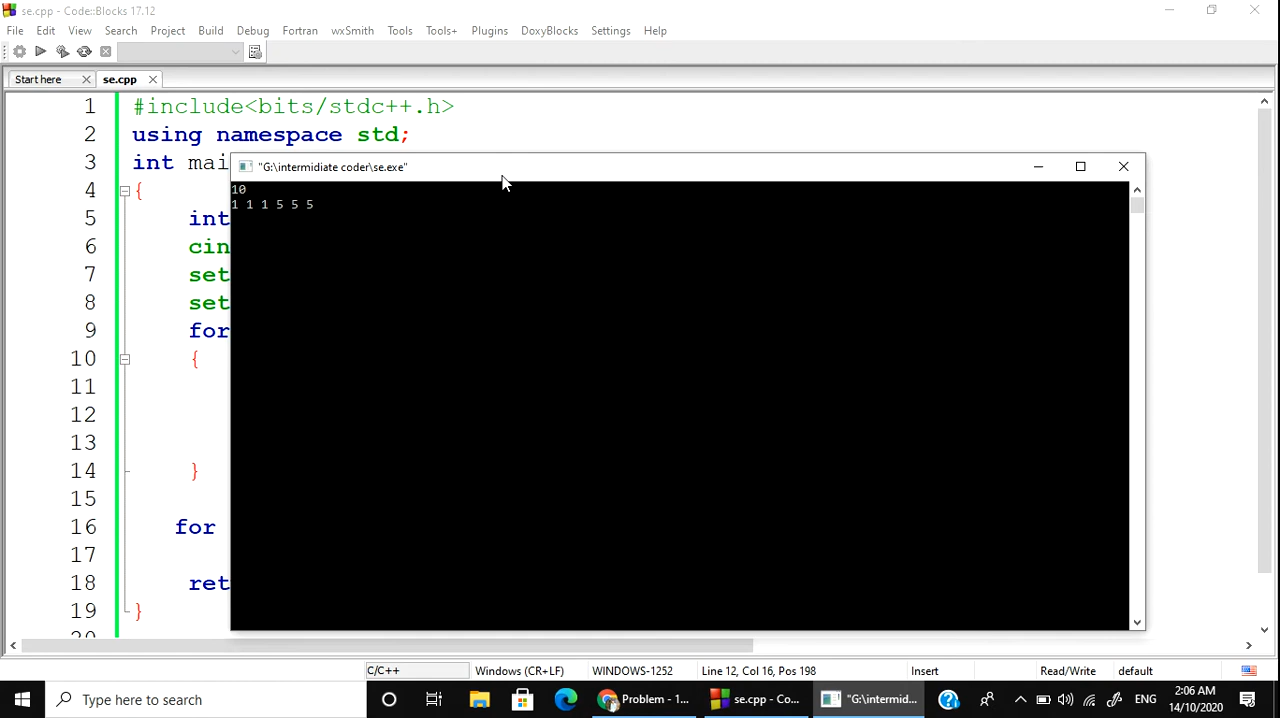 se.cpp - Code::Blocks 17.12
File Edit View Search Project Build Debug Fortran wxSmith Tools Tools+ Plugins DoxyBlocks Settings Help
Start here se.cpp
1 #include<bits/stdc++.h>
2 using namespace std;
3 int mai
"G:\intermidiate coder\se.exe"
4 {
10
1 1 1 5 5 5
5 int
6 cin
7 set
8 set
9 for
10 {
11
12
13
14 }
15
16 for
17
18 ret
19 }
20
C/C++ Windows (CR+LF) WINDOWS-1252 Line 12, Col 16, Pos 198 Insert Read/Write default
Type here to search
Problem - 1...
se.cpp - Co...
"G:\intermid...
ENG
2:06 AM
14/10/2020